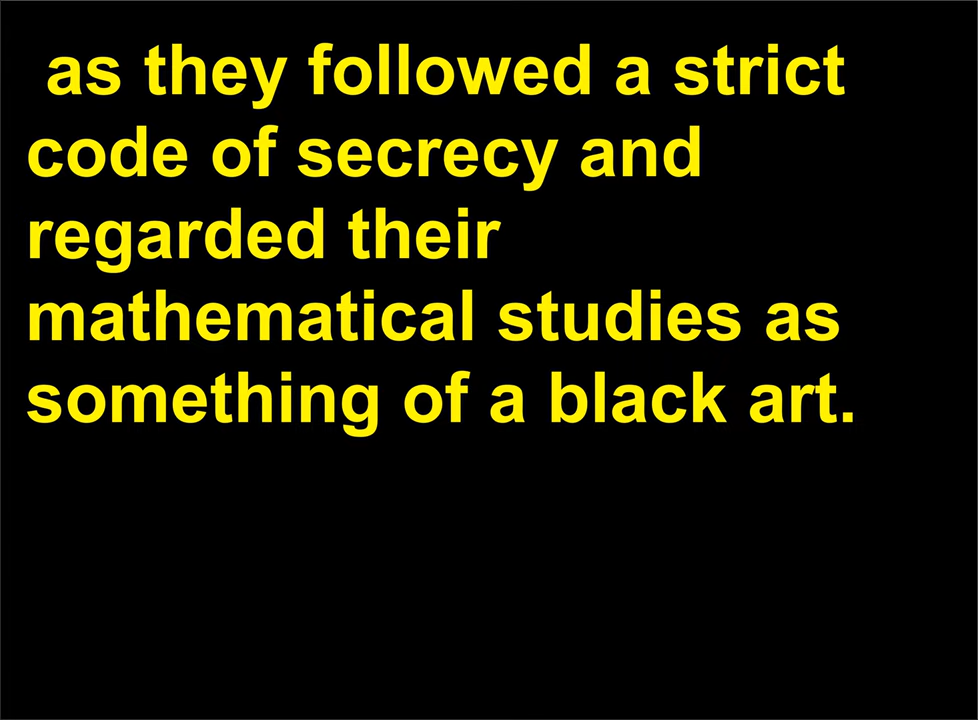 as they followed a strict
code of secrecy and
regarded their
mathematical studies as
something of a black art.